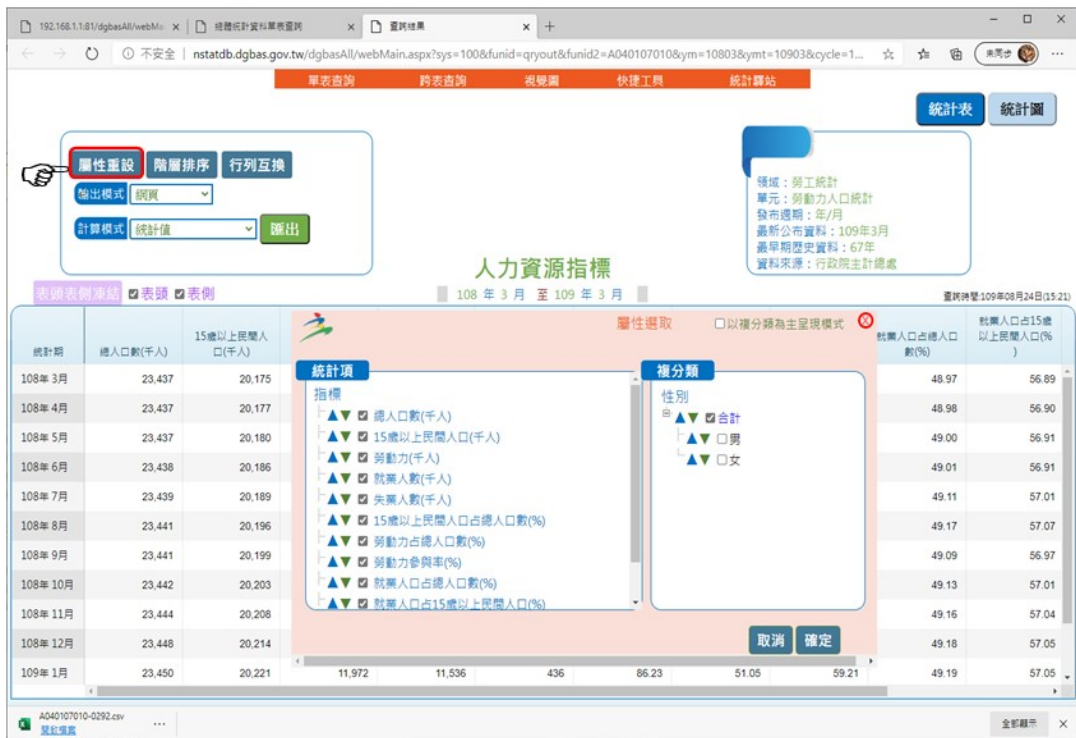 192.168.1.1:81/dgbasAll/webMa
總體統計資料單表查詢
查詢結果
不安全 | nstatdb.dgbas.gov.tw/dgbasAll/webMain.aspx?sys=100&funid=qryout&funid2=A040107010&ym=10803&ymt=10903&cycle=1...
未同步
單表查詢 跨表查詢 視覺圖 快捷工具 統計驛站
統計表 統計圖
屬性重設 階層排序 行列互換
輸出模式 網頁
計算模式 統計值 匯出
領域：勞工統計
單元：勞動力人口統計
發布週期：年/月
最新公布資料：109年3月
最早期歷史資料：67年
資料來源：行政院主計總處
人力資源指標
表頭表側凍結 表頭 表側
108 年 3 月 至 109 年 3 月
查詢時間:109年08月24日(15:21)
統計期 總人口數(千人) 15歲以上民間人口(千人) 就業人口占總人口數(%) 就業人口占15歲以上民間人口(%)
屬性選取 以複分類為主呈現模式 X
統計項
指標
總人口數(千人)
15歲以上民間人口(千人)
勞動力(千人)
就業人數(千人)
失業人數(千人)
15歲以上民間人口占總人口數(%)
勞動力占總人口數(%)
勞動力參與率(%)
就業人口占總人口數(%)
就業人口占15歲以上民間人口(%)
複分類
性別
合計
男
女
取消 確定
108年 3月 23,437 20,175 48.97 56.89
108年 4月 23,437 20,177 48.98 56.90
108年 5月 23,437 20,180 49.00 56.91
108年 6月 23,438 20,186 49.01 56.91
108年 7月 23,439 20,189 49.11 57.01
108年 8月 23,441 20,196 49.17 57.07
108年 9月 23,441 20,199 49.09 56.97
108年 10月 23,442 20,203 49.13 57.01
108年 11月 23,444 20,208 49.16 57.04
108年 12月 23,448 20,214 49.18 57.05
109年 1月 23,450 20,221 11,972 11,536 436 86.23 51.05 59.21 49.19 57.05
A040107010-0292.csv
開啟檔案
全部顯示